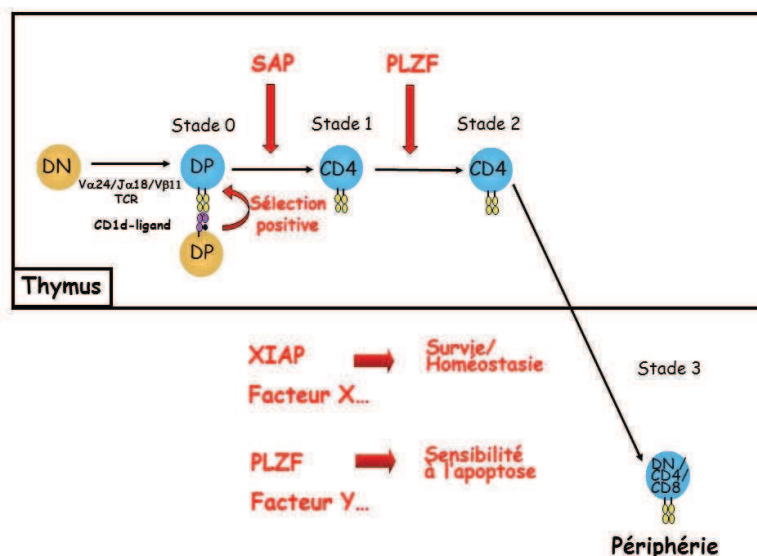 SAP
PLZF
Stade 0
Stade 1
Stade 2
DN
DP
CD4
CD4
Vα24/Jα18/Vβ11
TCR
CD1d-ligand
Sélection
positive
DP
Thymus
XIAP
Survie/
Homéostasie
Facteur X...
Stade 3
PLZF
Sensibilité
à l'apoptose
Facteur Y...
DN/
CD4/
CD8
Périphérie